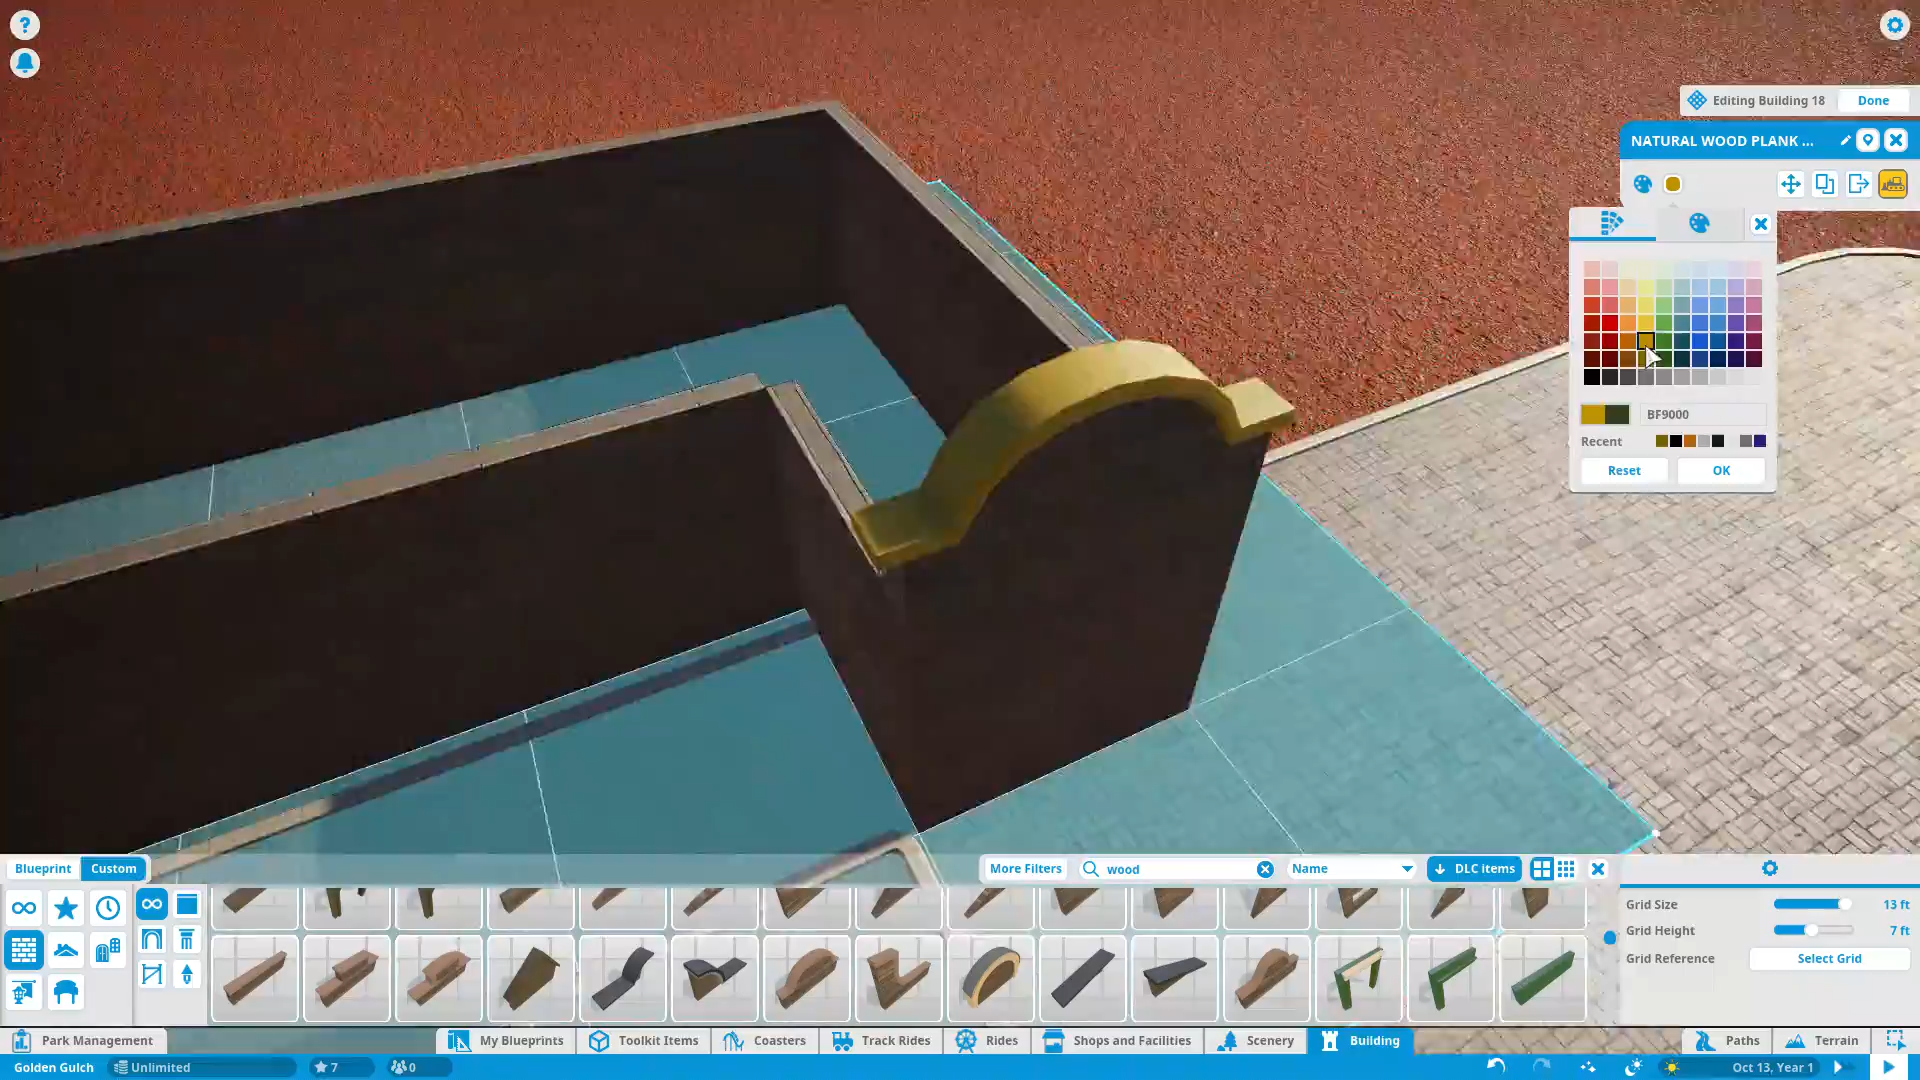 ?
Editing Building 18 Done
NATURAL WOOD PLANK ...
BF9000
Recent
Reset OK
Blueprint Custom
More Filters wood Name DLC items
Grid Size 13 ft
Grid Height 7 ft
Grid Reference Select Grid
Park Management My Blueprints Toolkit Items Coasters Track Rides Rides Shops and Facilities Scenery Building Paths Terrain
Golden Gulch Unlimited 7 0 Oct 13, Year 1